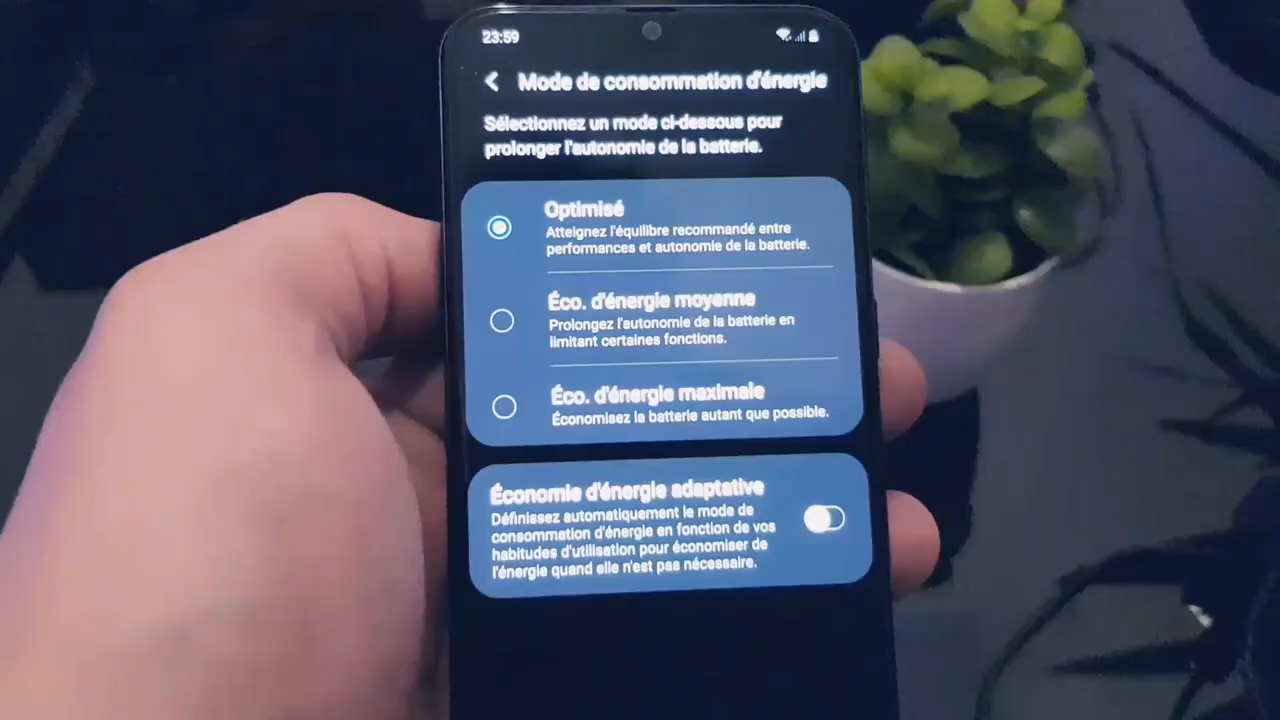 23:59
Mode de consommation d'énergie
Sélectionnez un mode ci-dessous pour
prolonger l'autonomie de la batterie.
Optimisé
Atteignez l'équilibre recommandé entre
performances et autonomie de la batterie.
Éco. d'énergie moyenne
Prolongez l'autonomie de la batterie en
limitant certaines fonctions.
Éco. d'énergie maximale
Économisez la batterie autant que possible.
Économie d'énergie adaptative
Définissez automatiquement le mode de
consommation d'énergie en fonction de vos
habitudes d'utilisation pour économiser de
l'énergie quand elle n'est pas nécessaire.